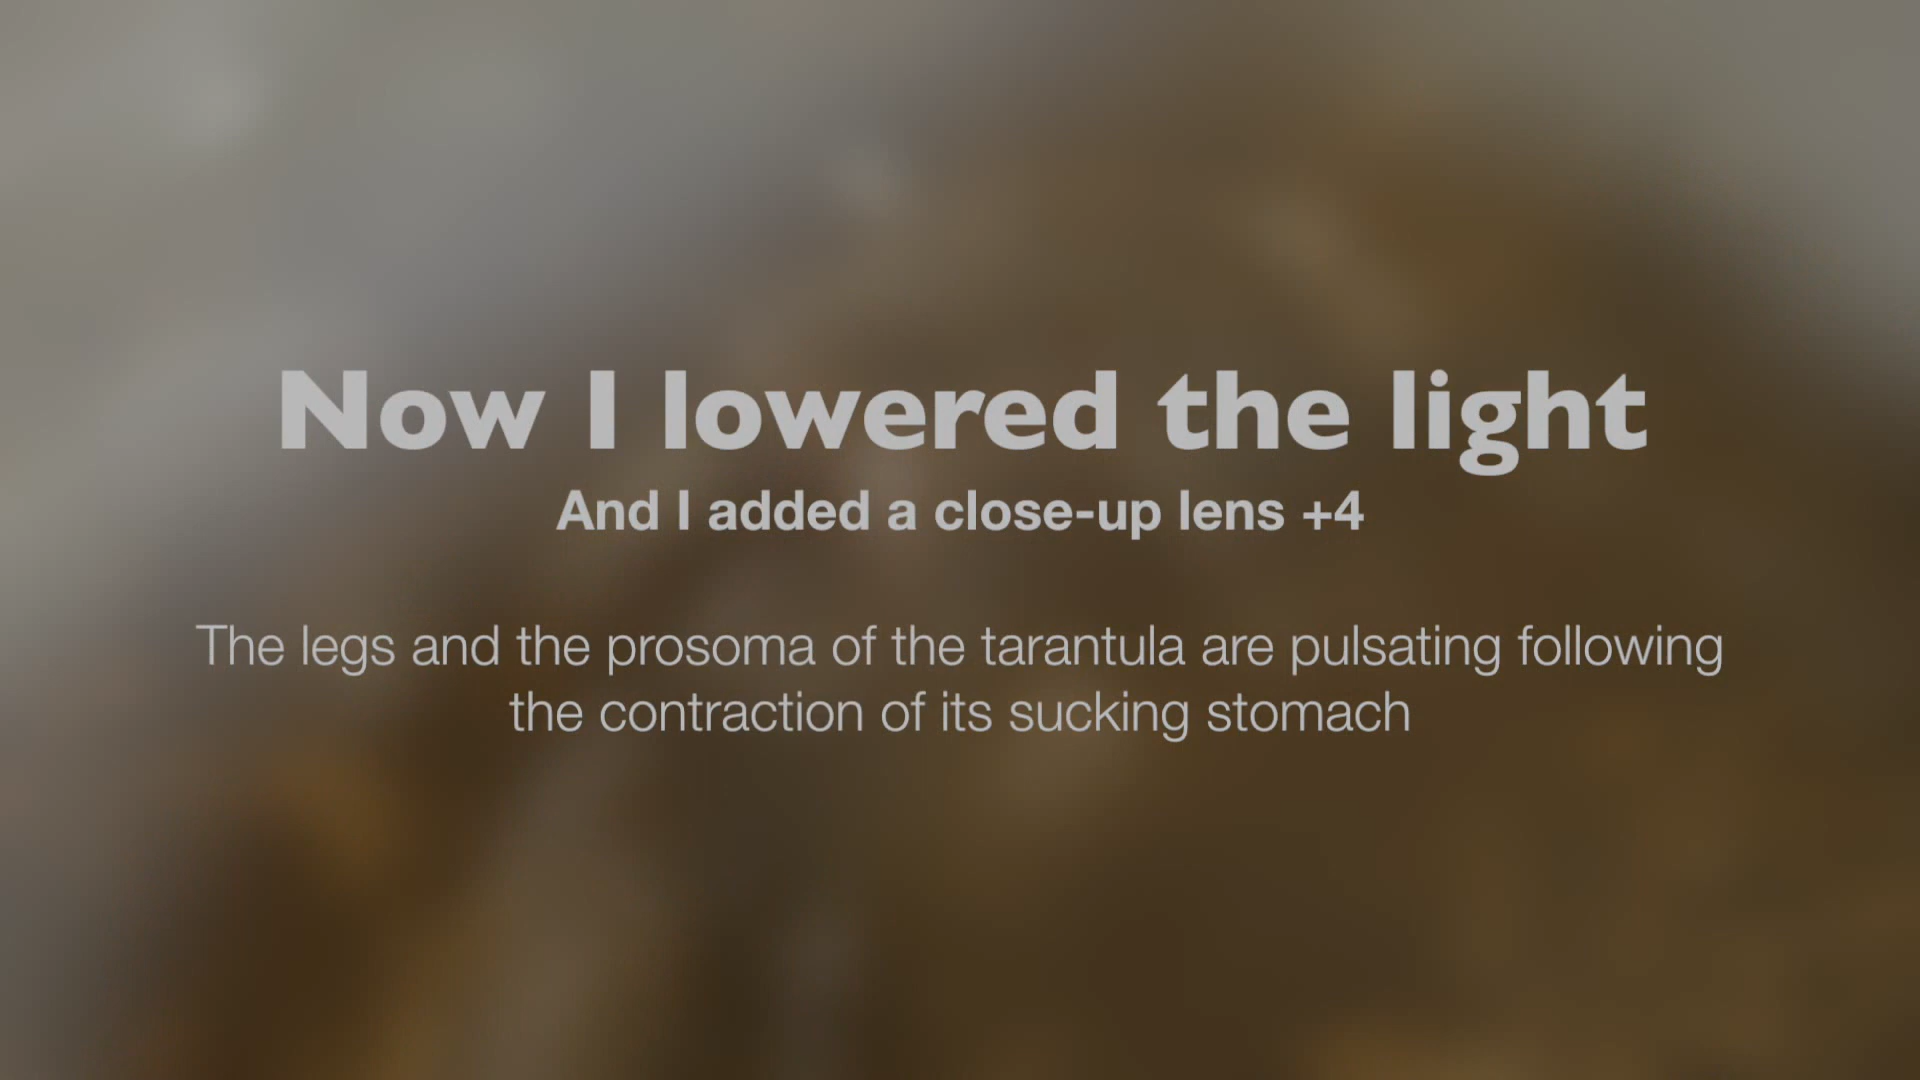 Now I lowered the light
And I added a close-up lens +4
The legs and the prosoma of the tarantula are pulsating following
the contraction of its sucking stomach